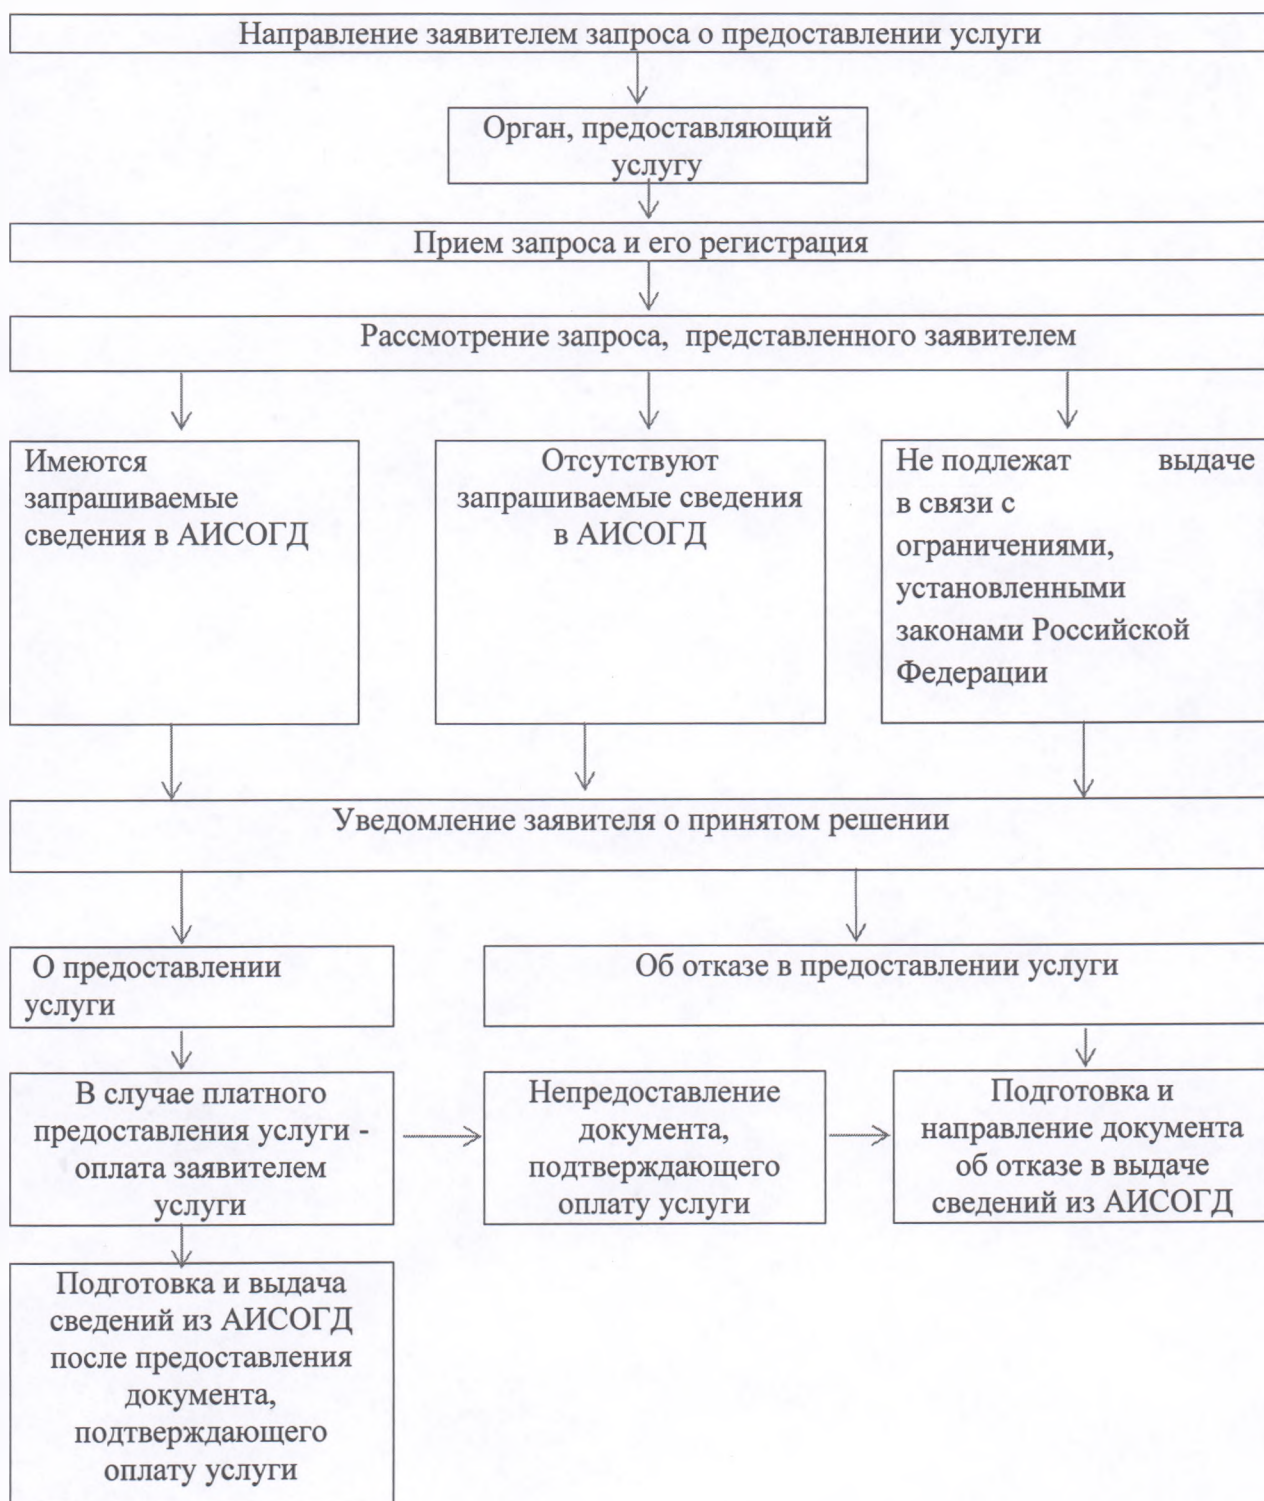 Направление заявителем запроса о предоставлении услуги
Орган, предоставляющий
услугу
Прием запроса и его регистрация
Рассмотрение запроса, представленного заявителем
Имеются
запрашиваемые
сведения в АИСОГД
Отсутствуют
запрашиваемые сведения
в АИСОГД
Не подлежат выдаче
в связи с
ограничениями,
установленными
законами Российской
Федерации
Уведомление заявителя о принятом решении
О предоставлении
услуги
Об отказе в предоставлении услуги
В случае платного
предоставления услуги -
оплата заявителем
услуги
Непредоставление
документа,
подтверждающего
оплату услуги
Подготовка и
направление документа
об отказе в выдаче
сведений из АИСОГД
Подготовка и выдача
сведений из АИСОГД
после предоставления
документа,
подтверждающего
оплату услуги